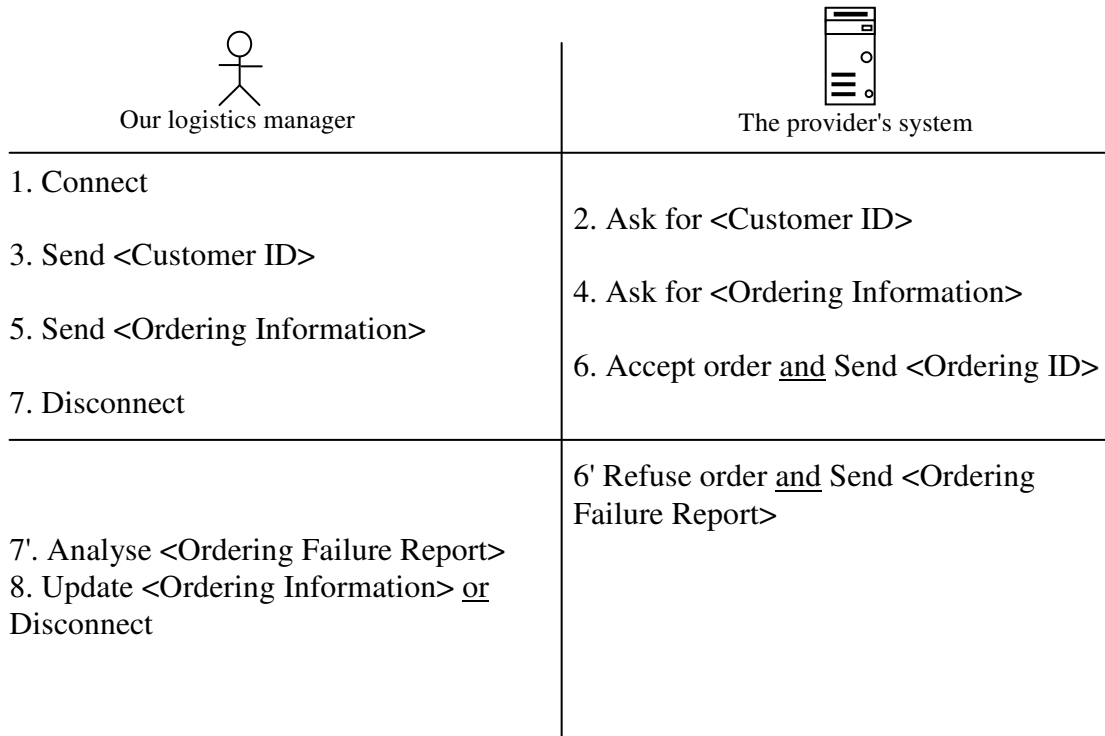 Our logistics manager
The provider's system
1. Connect
2. Ask for <Customer ID>
3. Send <Customer ID>
4. Ask for <Ordering Information>
5. Send <Ordering Information>
6. Accept order and Send <Ordering ID>
7. Disconnect
6' Refuse order and Send <Ordering
Failure Report>
7'. Analyse <Ordering Failure Report>
8. Update <Ordering Information> or
Disconnect